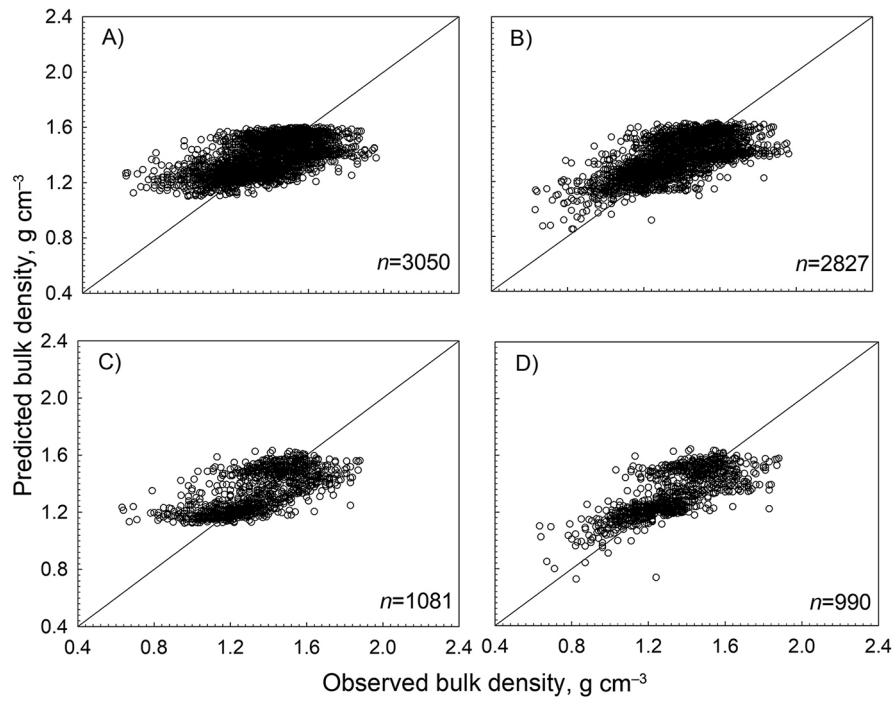 2.4
A)
B)
2.0
1.6
1.2
0.8
n=3050
n=2827
0.4
Predicted bulk density, g cm⁻³
2.4
C)
D)
2.0
1.6
1.2
0.8
n=1081
n=990
0.4
0.4 0.8 1.2 1.6 2.0 0.4 0.8 1.2 1.6 2.0 2.4
Observed bulk density, g cm⁻³